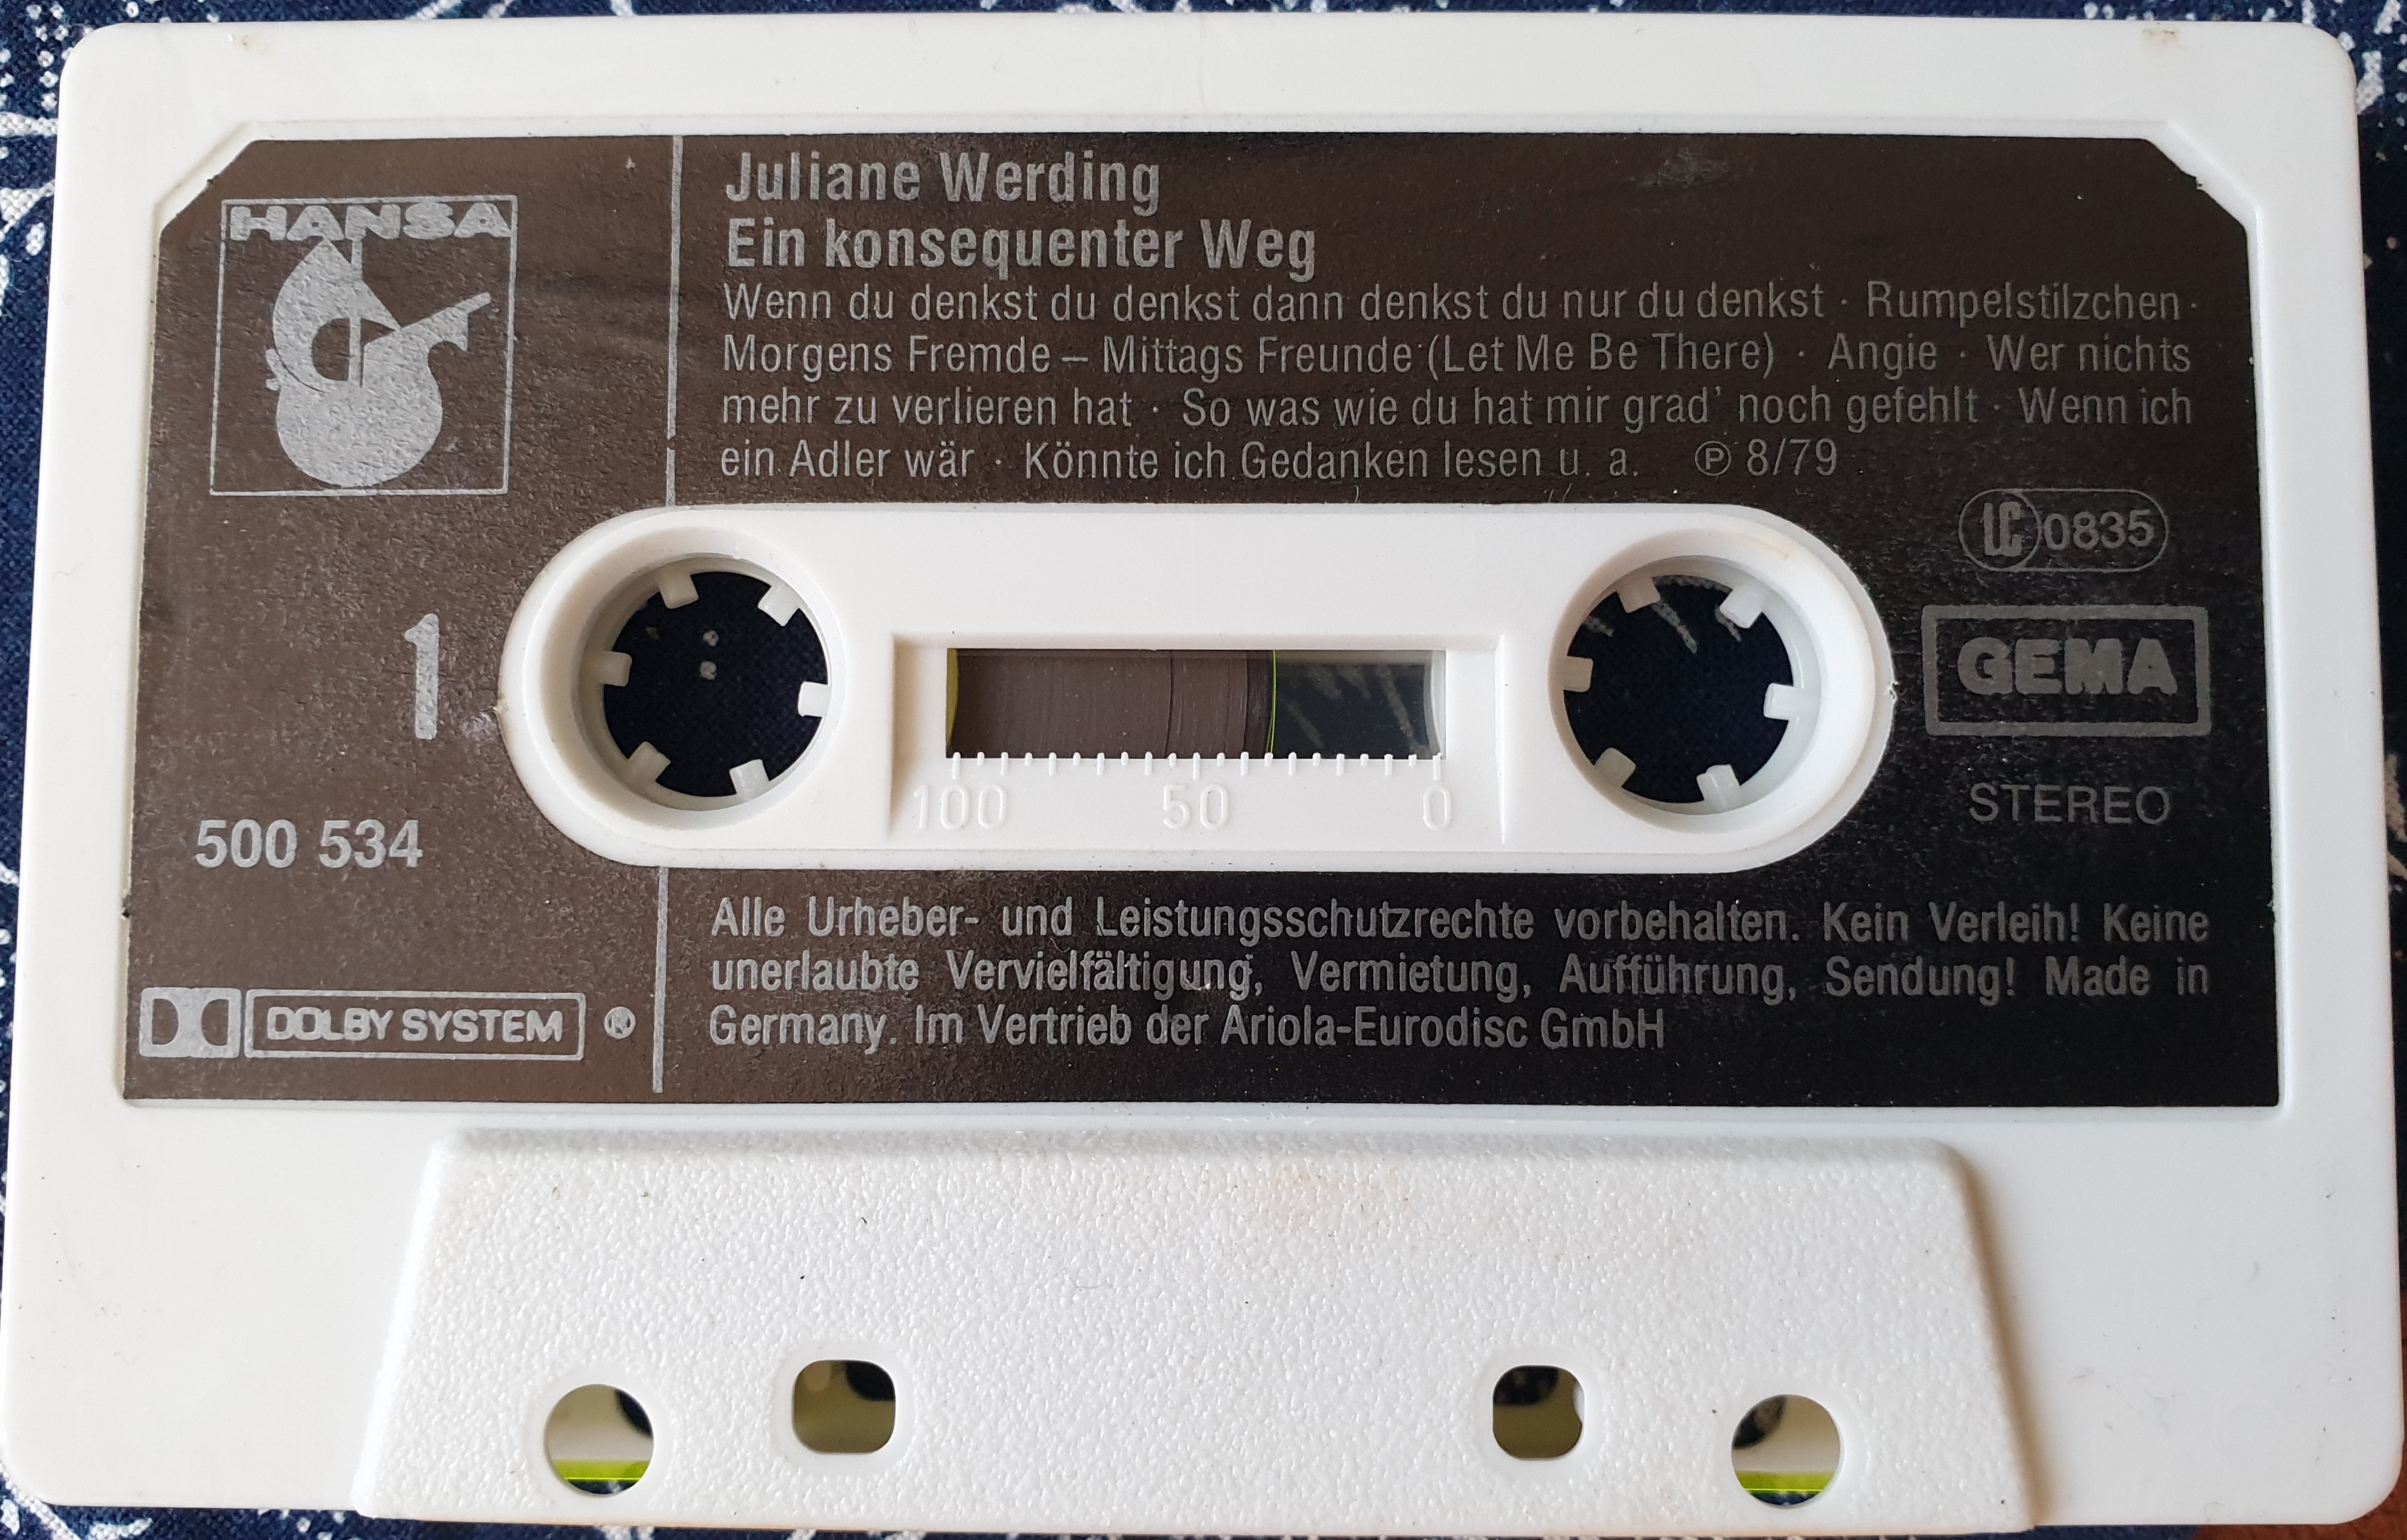 HANSA
Juliane Werding
Ein konsequenter Weg
Wenn du denkst du denkst dann denkst du nur du denkst · Rumpelstilzchen ·
Morgens Fremde – Mittags Freunde (Let Me Be There) · Angie · Wer nichts
mehr zu verlieren hat · So was wie du hat mir grad' noch gefehlt · Wenn ich
ein Adler wär · Könnte ich Gedanken lesen u. a. ℗ 8/79
LC 0835
1
GEMA
100 50 0
STEREO
500 534
DOLBY SYSTEM ®
Alle Urheber- und Leistungsschutzrechte vorbehalten. Kein Verleih! Keine
unerlaubte Vervielfältigung, Vermietung, Aufführung, Sendung! Made in
Germany. Im Vertrieb der Ariola-Eurodisc GmbH